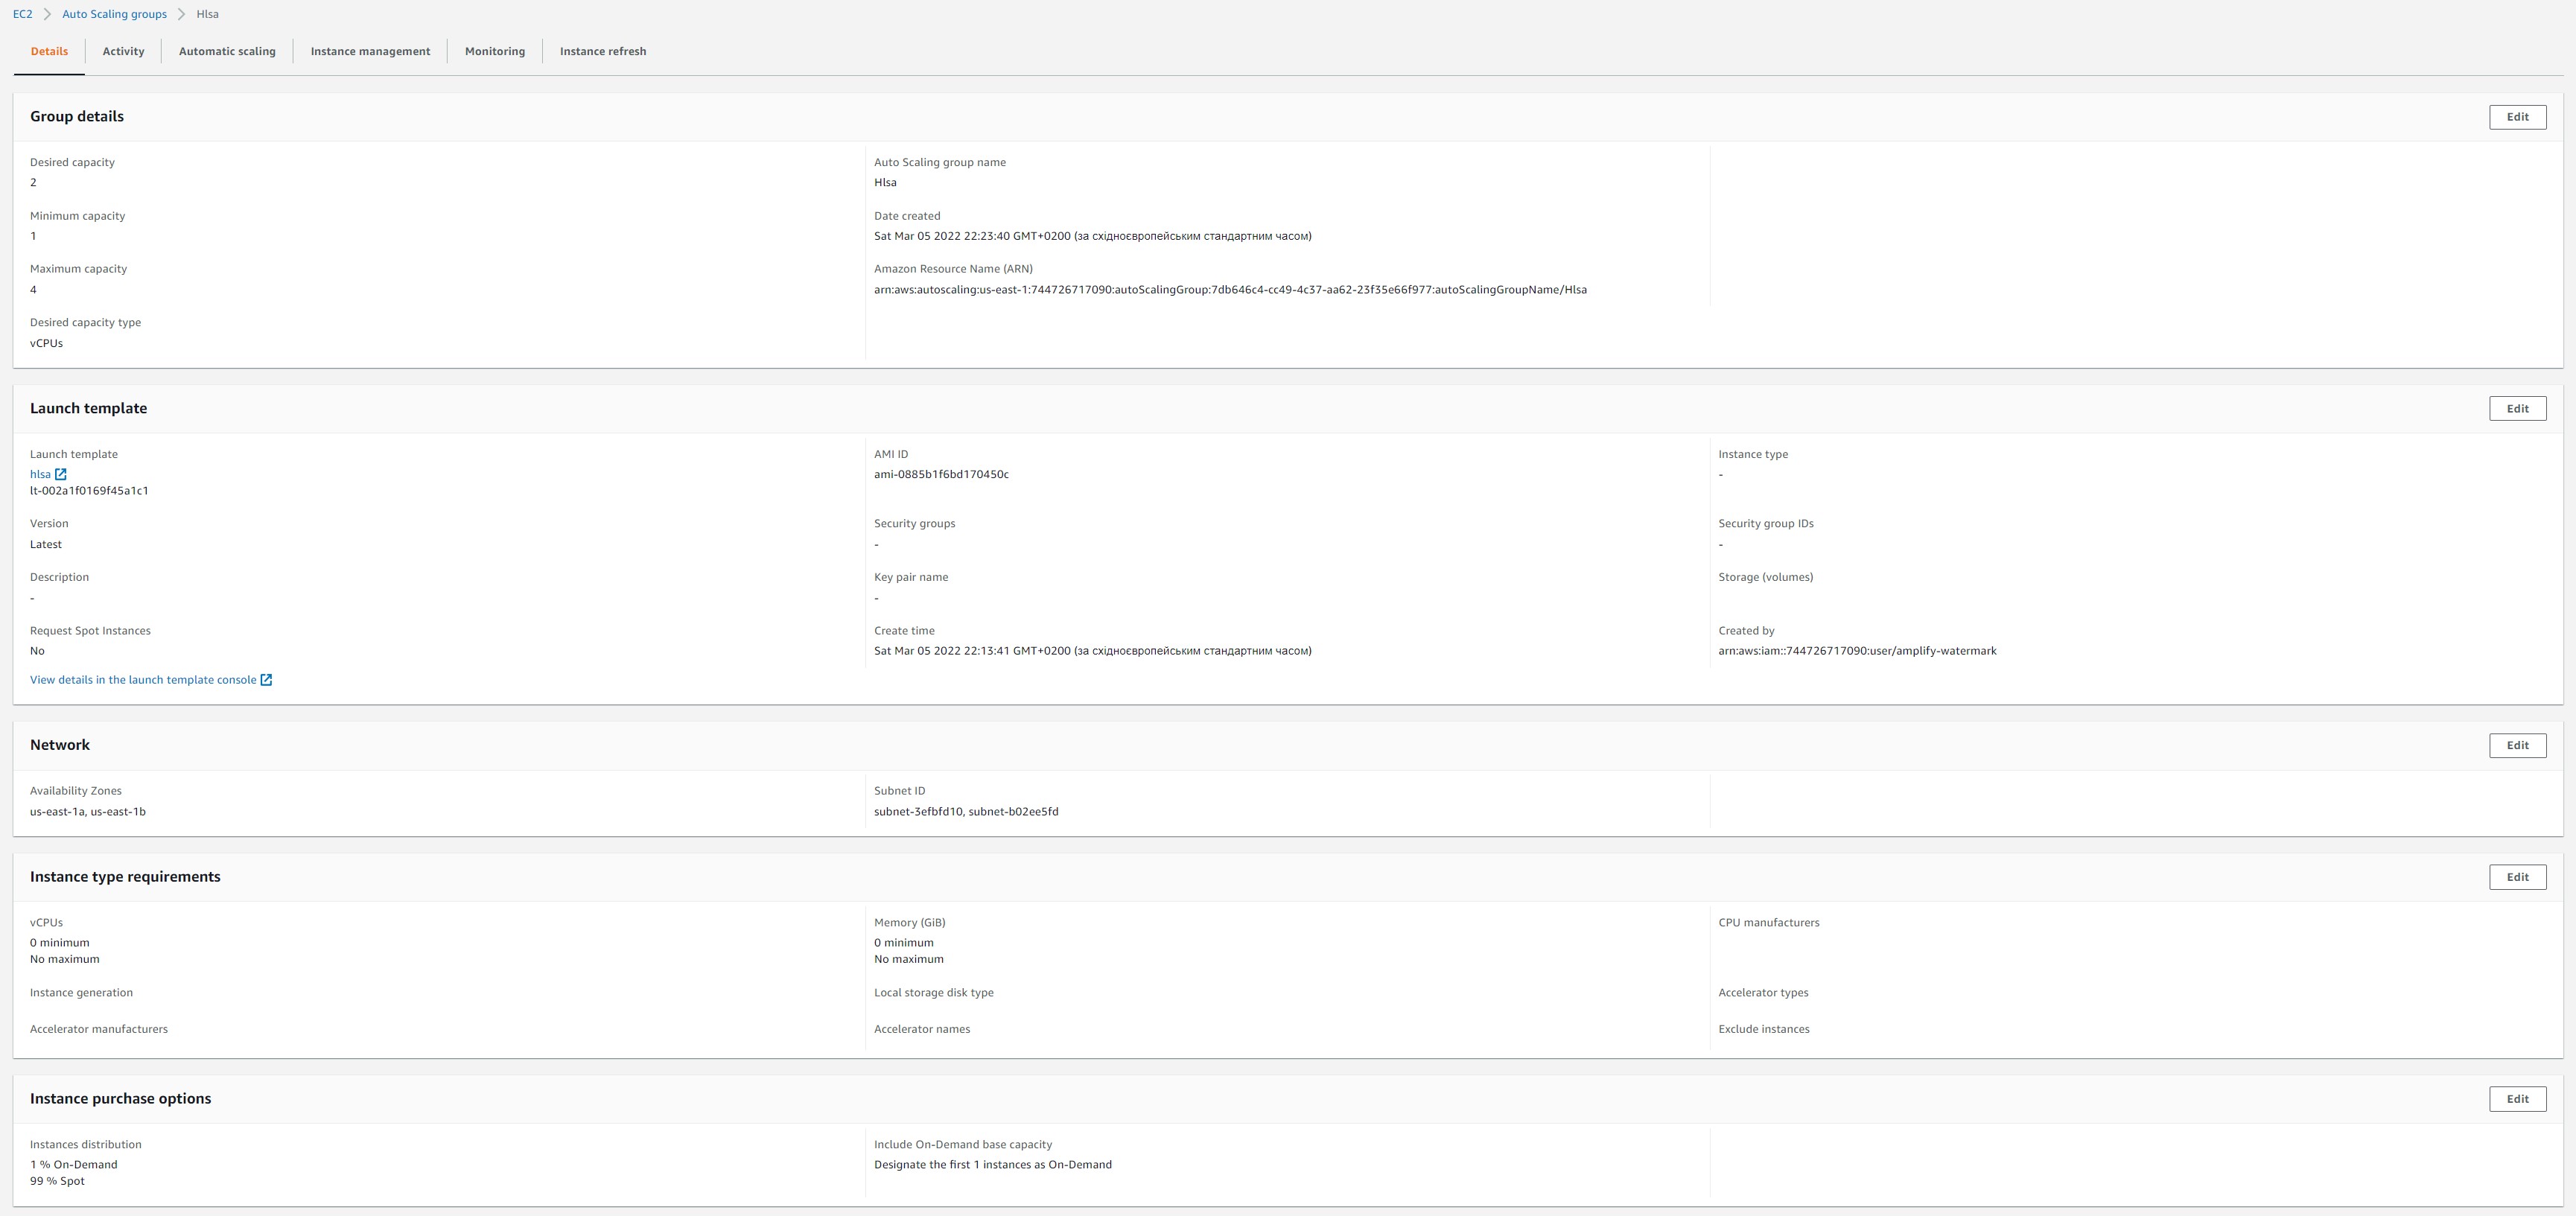 EC2 > Auto Scaling groups > Hlsa
Details Activity Automatic scaling Instance management Monitoring Instance refresh
Group details Edit
Desired capacity
2
Minimum capacity
1
Maximum capacity
4
Desired capacity type
vCPUs
Auto Scaling group name
Hlsa
Date created
Sat Mar 05 2022 22:23:40 GMT+0200 (за східноєвропейським стандартним часом)
Amazon Resource Name (ARN)
arn:aws:autoscaling:us-east-1:744726717090:autoScalingGroup:7db646c4-cc49-4c37-aa62-23f35e66f977:autoScalingGroupName/Hlsa
Launch template Edit
Launch template
hlsa
lt-002a1f0169f45a1c1
AMI ID
ami-0885b1f6bd170450c
Instance type
-
Version
Latest
Security groups
-
Security group IDs
-
Description
-
Key pair name
-
Storage (volumes)
Request Spot Instances
No
Create time
Sat Mar 05 2022 22:13:41 GMT+0200 (за східноєвропейським стандартним часом)
Created by
arn:aws:iam::744726717090:user/amplify-watermark
View details in the launch template console
Network Edit
Availability Zones
us-east-1a, us-east-1b
Subnet ID
subnet-3efbfd10, subnet-b02ee5fd
Instance type requirements Edit
vCPUs
0 minimum
No maximum
Memory (GiB)
0 minimum
No maximum
CPU manufacturers
Instance generation
Local storage disk type
Accelerator types
Accelerator manufacturers
Accelerator names
Exclude instances
Instance purchase options Edit
Instances distribution
1 % On-Demand
99 % Spot
Include On-Demand base capacity
Designate the first 1 instances as On-Demand